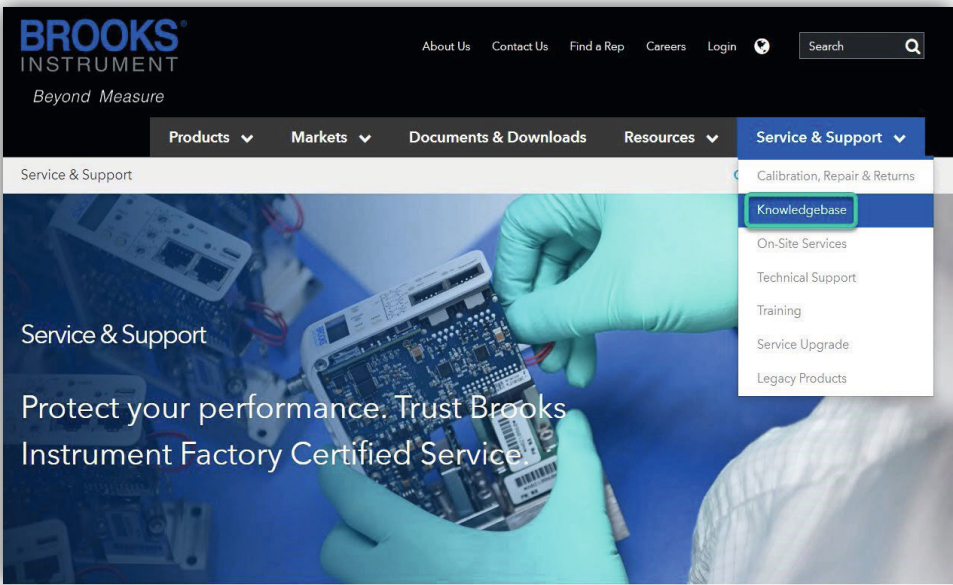 BROOKS®
INSTRUMENT
Beyond Measure
About Us Contact Us Find a Rep Careers Login Search
Products Markets Documents & Downloads Resources Service & Support
Service & Support
Calibration, Repair & Returns
Knowledgebase
On-Site Services
Technical Support
Training
Service Upgrade
Legacy Products
Service & Support
Protect your performance. Trust Brooks
Instrument Factory Certified Service.
BROOKS